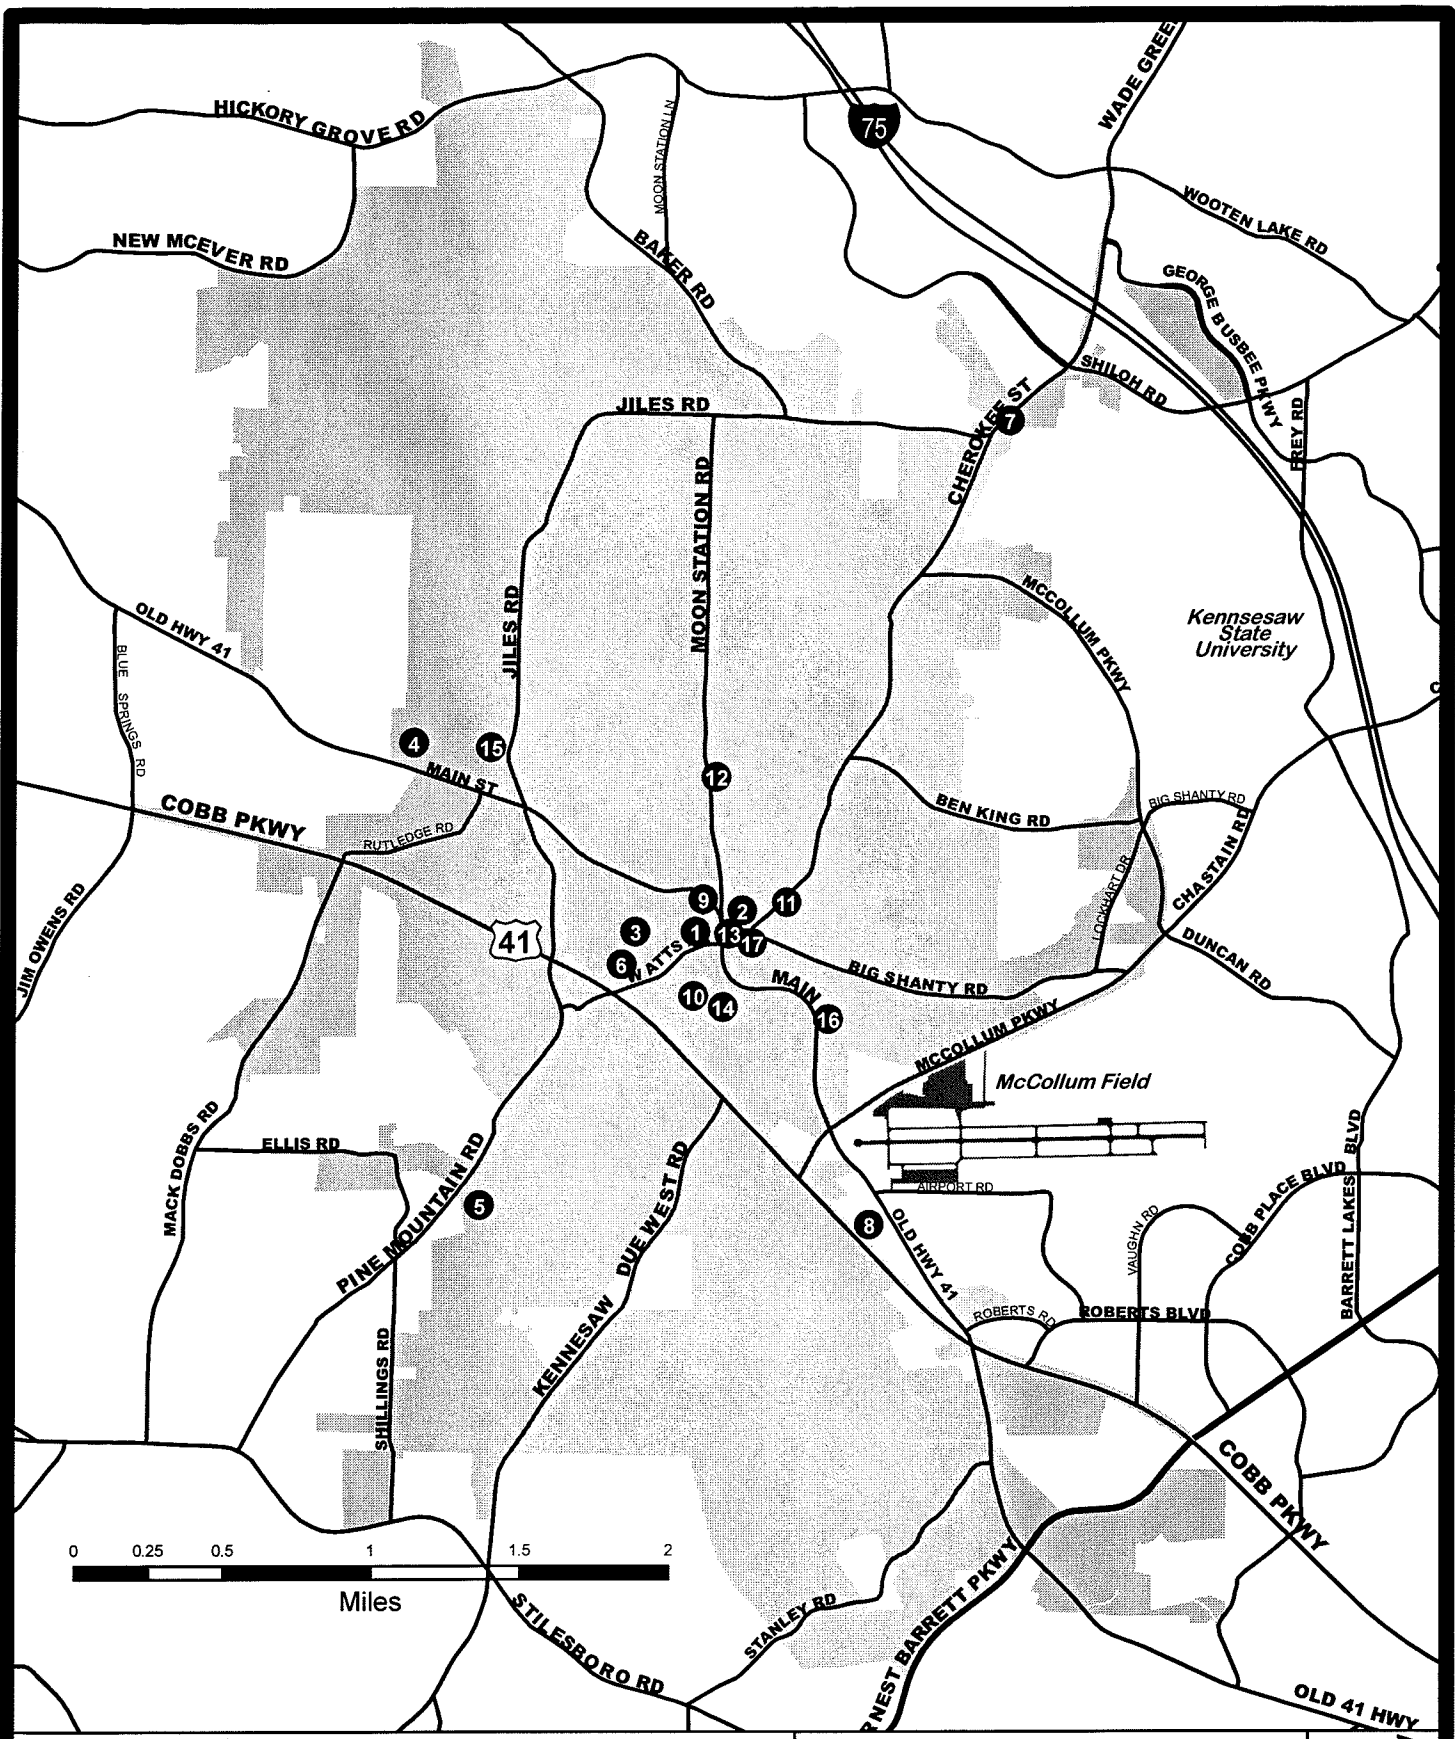 WADE GREE
HICKORY GROVE RD
MOON STATION LN
75
WOOTEN LAKE RD
NEW MCEVER RD
BAKER RD
GEORGE BUSBEE PKWY
SHILOH RD
JILES RD
CHEROKEE ST
7
FREY RD
MOON STATION RD
OLD HWY 41
JILES RD
MCCOLLUM PKWY
Kennsesaw
State
University
BLUE SPRINGS RD
4
15
MAIN ST
12
COBB PKWY
RUTLEDGE RD
BEN KING RD
BIG SHANTY RD
CHASTAIN RD
LOCKHART DR
JIM OWENS RD
9
2
11
41
3
1
13
17
6
WATTS
DUNCAN RD
BIG SHANTY RD
MAIN
10
14
16
MCCOLLUM PKWY
McCollum Field
MACK DOBBS RD
ELLIS RD
PINE MOUNTAIN RD
5
KENNESAW DUE WEST RD
AIRPORT RD
8
OLD HWY 41
VAUGHN RD
COBB PLACE BLVD
BARRETT LAKES BLVD
ROBERTS RD
ROBERTS BLVD
SHILLINGS RD
COBB PKWY
0 0.25 0.5 1 1.5 2
Miles
STILESBORO RD
STANLEY RD
RNEST BARRETT PKWY
OLD 41 HWY